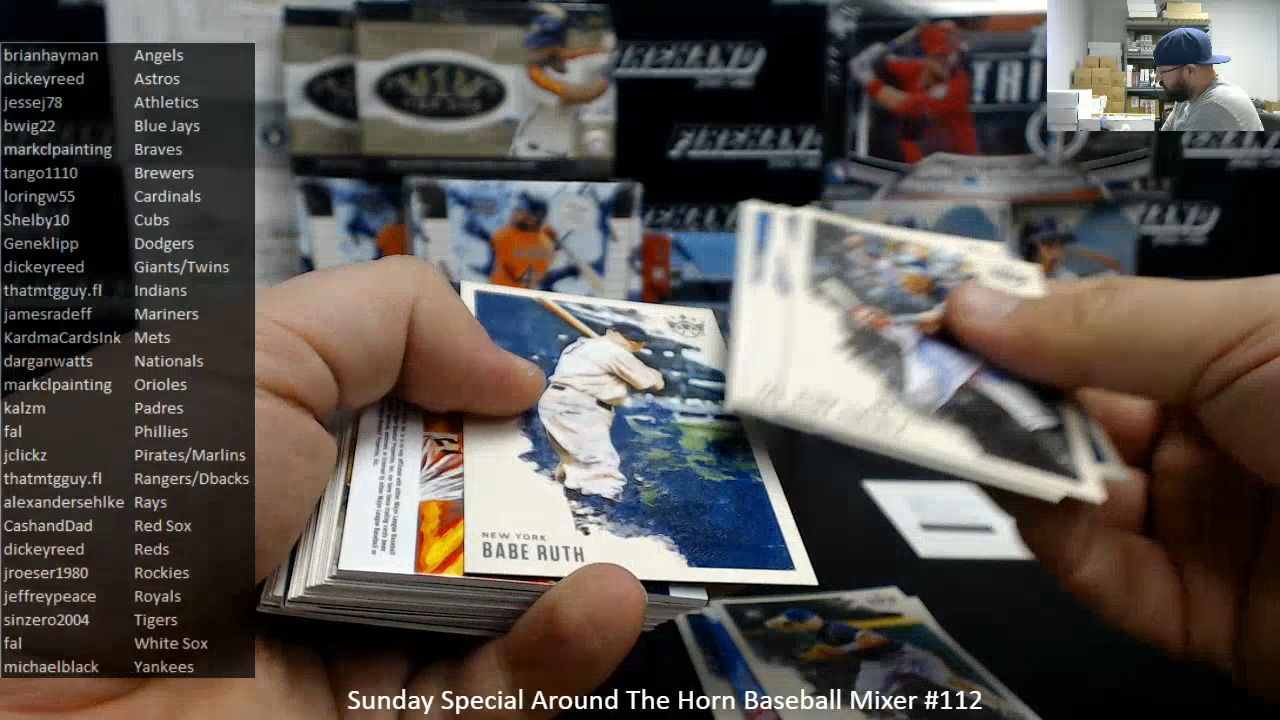 brianhayman Angels
dickeyreed Astros
jessej78 Athletics
bwig22 Blue Jays
markclpainting Braves
tango1110 Brewers
loringw55 Cardinals
Shelby10 Cubs
Geneklipp Dodgers
dickeyreed Giants/Twins
thatmtgguy.fl Indians
jamesradeff Mariners
KardmaCardsInk Mets
darganwatts Nationals
markclpainting Orioles
kalzm Padres
fal Phillies
jclickz Pirates/Marlins
thatmtgguy.fl Rangers/Dbacks
alexandersehlke Rays
CashandDad Red Sox
dickeyreed Reds
jroeser1980 Rockies
jeffreypeace Royals
sinzero2004 Tigers
fal White Sox
michaelblack Yankees
FIREHAND
TRI
NEW YORK
BABE RUTH
Sunday Special Around The Horn Baseball Mixer #112